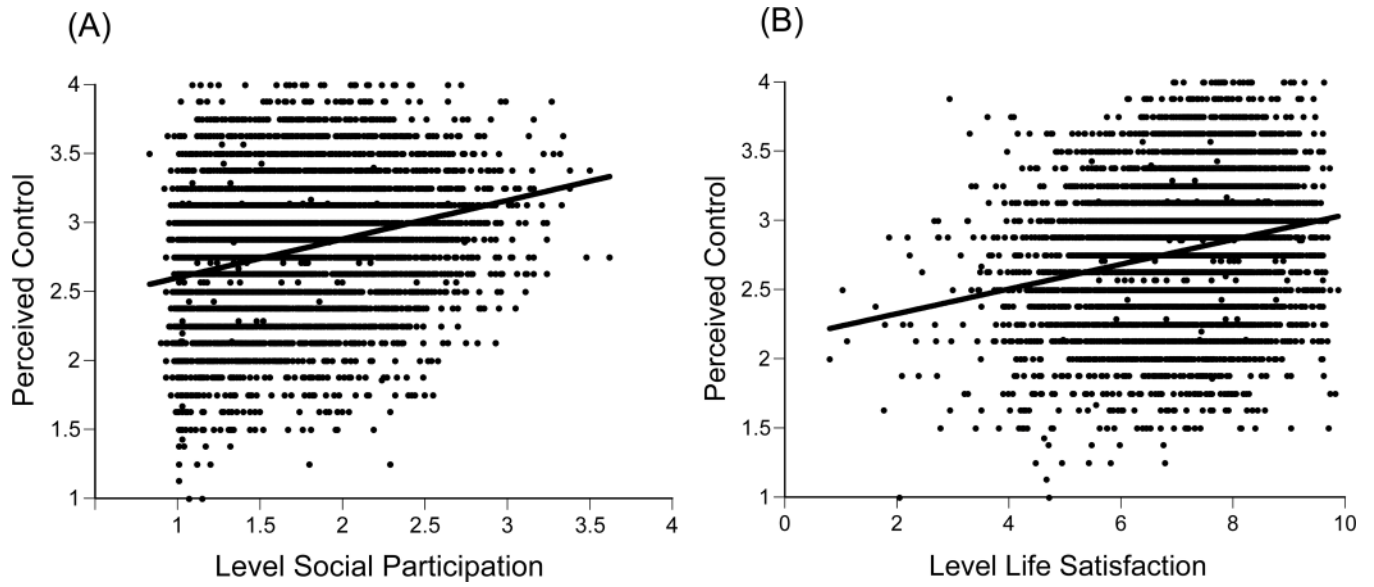 (A)
4
3.5
3
2.5
2
1.5
1
Perceived Control
1 1.5 2 2.5 3 3.5 4
Level Social Participation
(B)
4
3.5
3
2.5
2
1.5
1
Perceived Control
0 2 4 6 8 10
Level Life Satisfaction